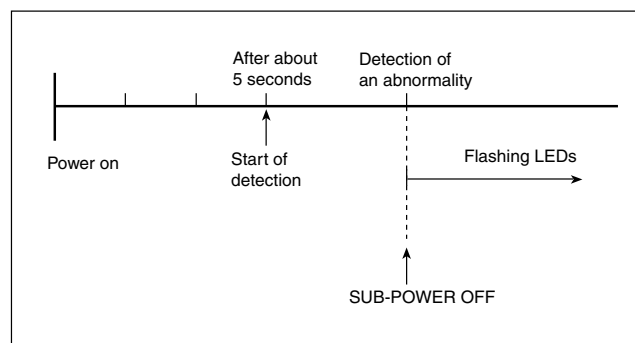 After about
5 seconds
Detection of
an abnormality
Power on
Start of
detection
Flashing LEDs
SUB-POWER OFF